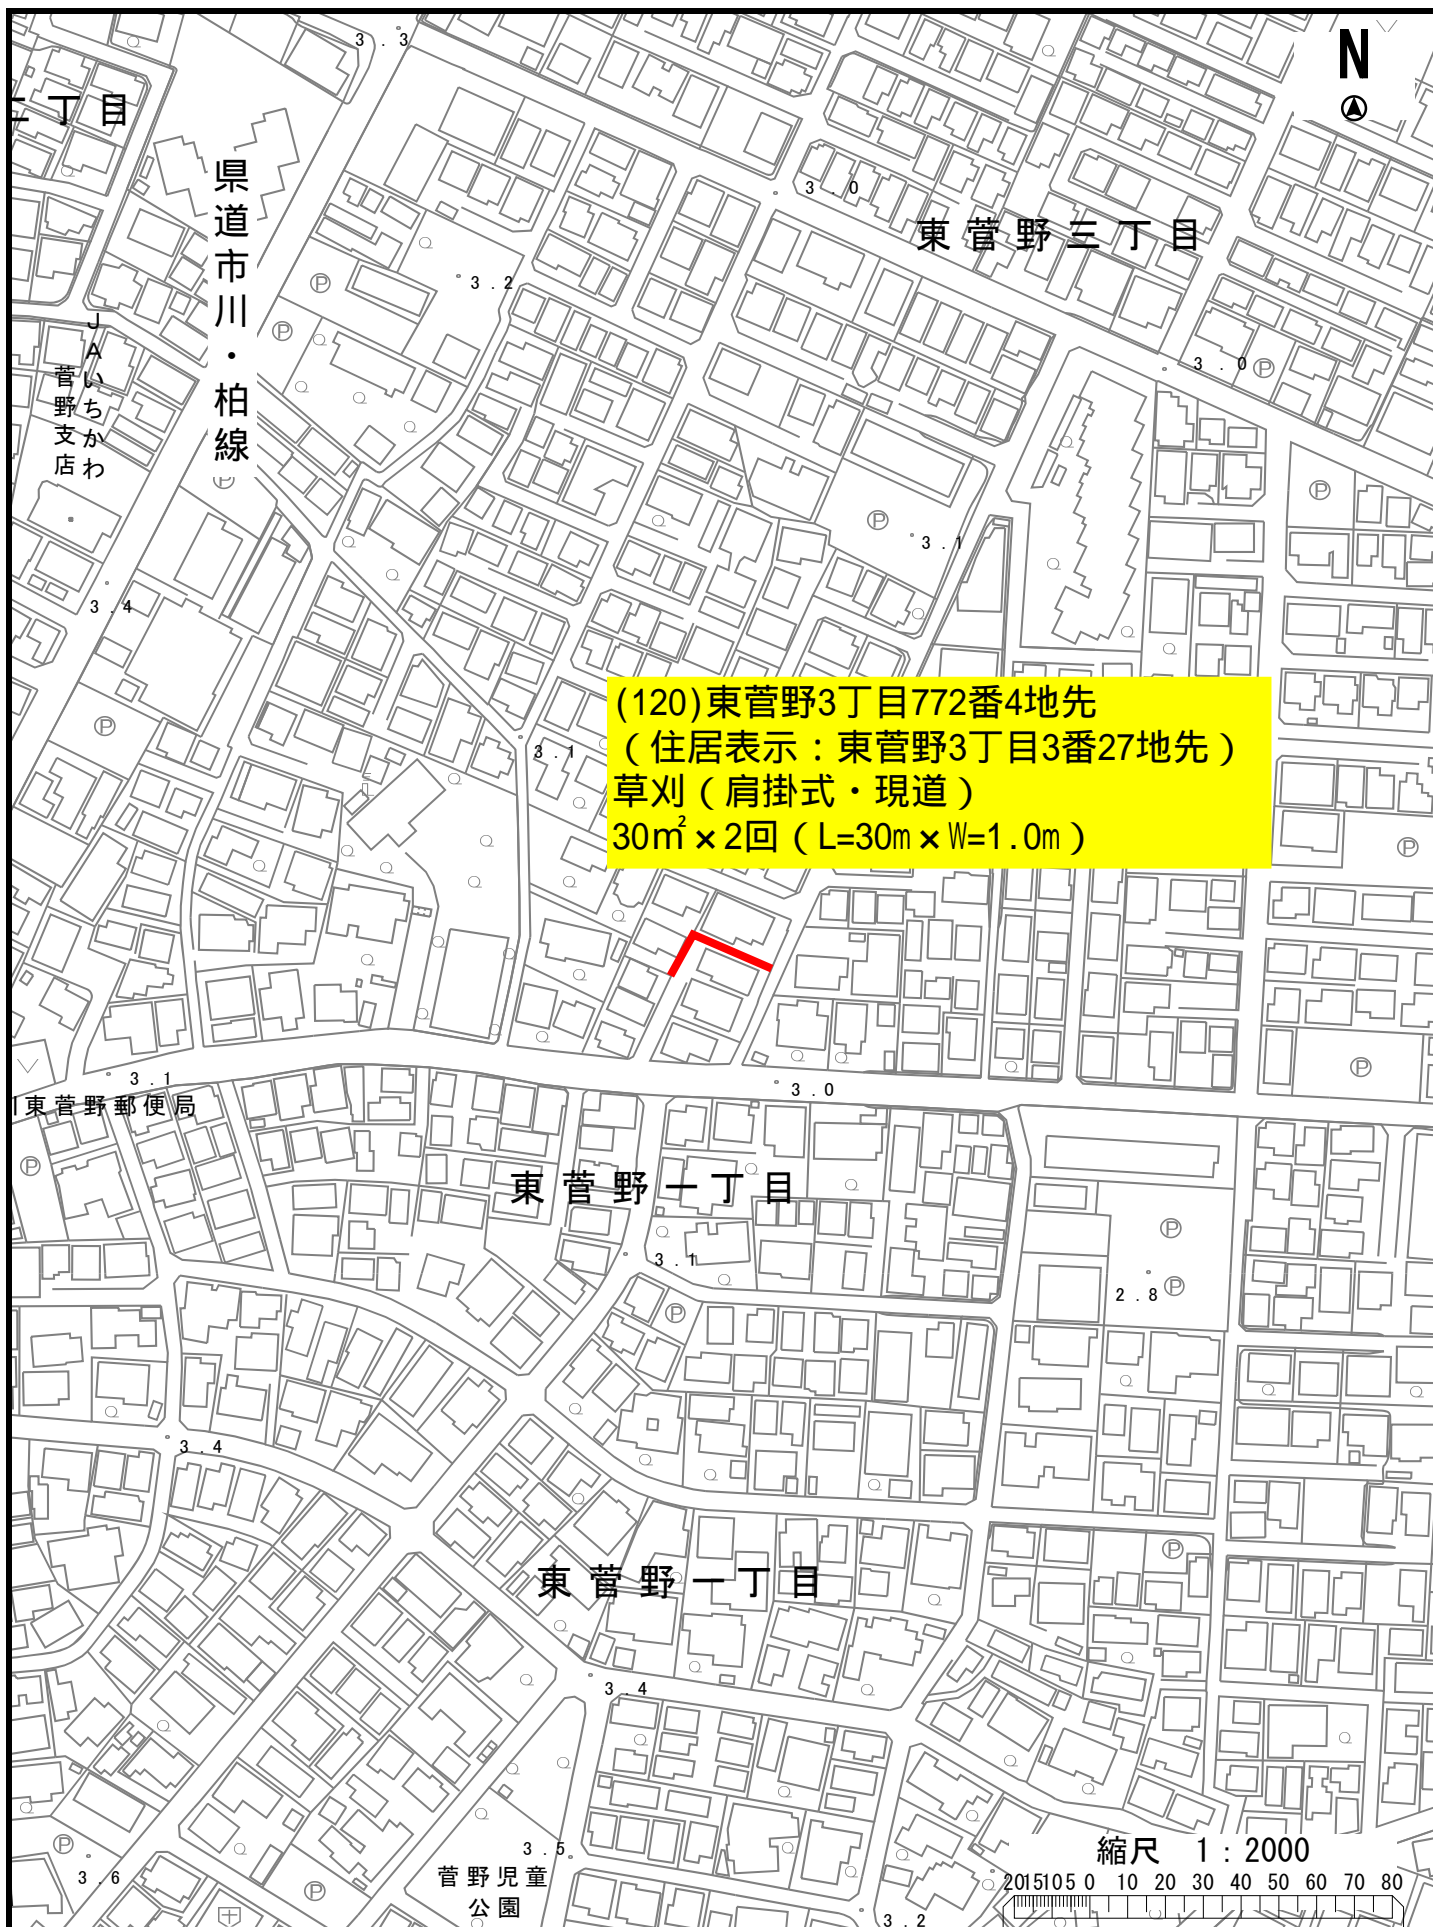 3.3
N
二丁目
県道市川・柏線
3.0
東菅野三丁目
3.2
JAいちかわ
菅野支店
3.0
P
P
P
P
P
P
3.1
3.4
(120)東菅野3丁目772番4地先
(住居表示:東菅野3丁目3番27地先)
草刈(肩掛式・現道)
30㎡×2回(L=30m×W=1.0m)
P
3.1
P
3.1
3.0
P
川東菅野郵便局
P
東菅野一丁目
P
3.1
2.8
P
P
3.4
P
東菅野一丁目
3.4
3.5
菅野児童
公園
P
3.6
P
3.2
縮尺 1:2000
20 15 10 5 0 10 20 30 40 50 60 70 80